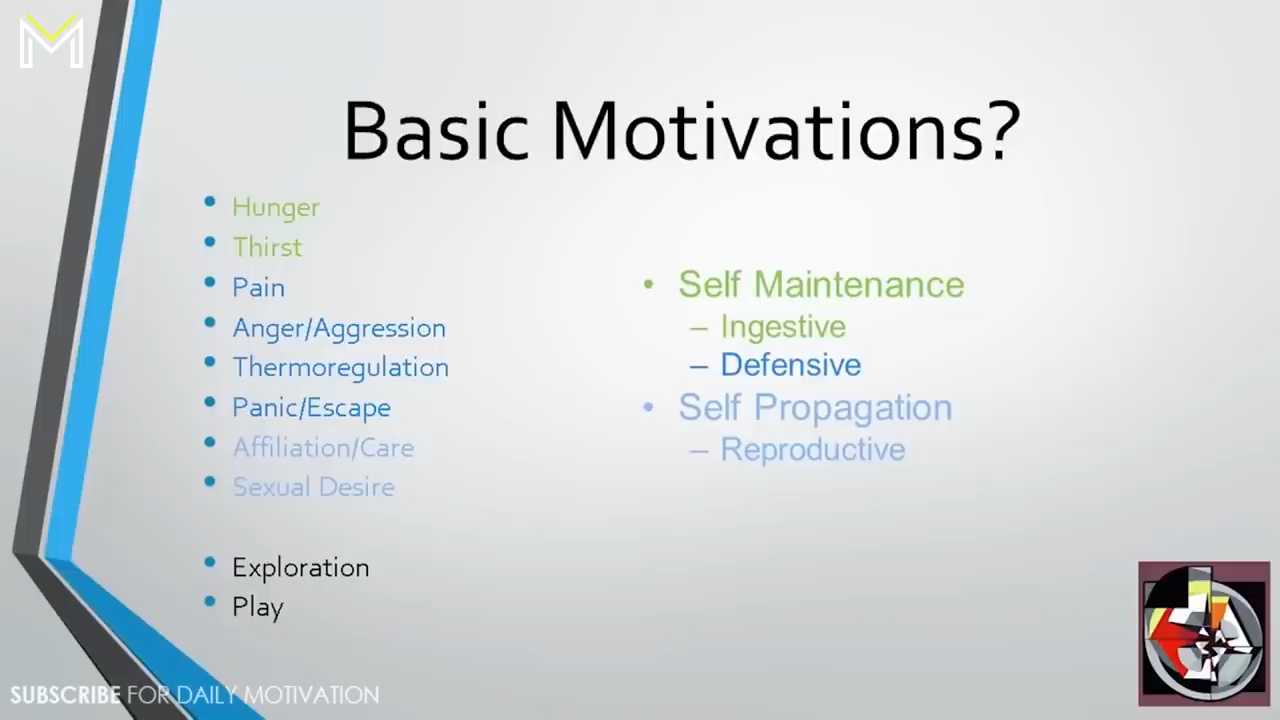 M
Basic Motivations?
• Hunger
• Thirst
• Pain
• Anger/Aggression
• Thermoregulation
• Panic/Escape
• Affiliation/Care
• Sexual Desire
• Exploration
• Play
• Self Maintenance
– Ingestive
– Defensive
• Self Propagation
– Reproductive
SUBSCRIBE FOR DAILY MOTIVATION